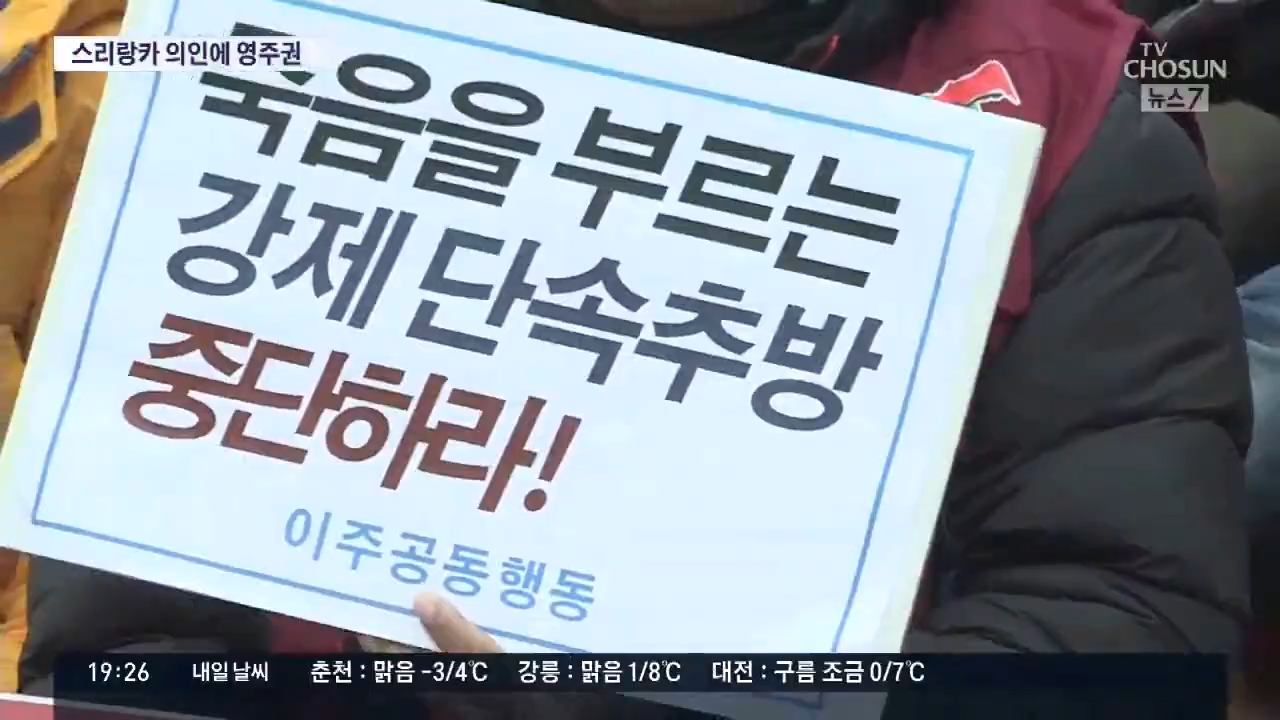 스리랑카 의인에 영주권
TV
CHOSUN
뉴스7
죽음을 부르는
강제 단속추방
중단하라!
이주공동행동
19:26 내일 날씨 춘천 : 맑음 -3/4℃ 강릉 : 맑음 1/8℃ 대전 : 구름 조금 0/7℃